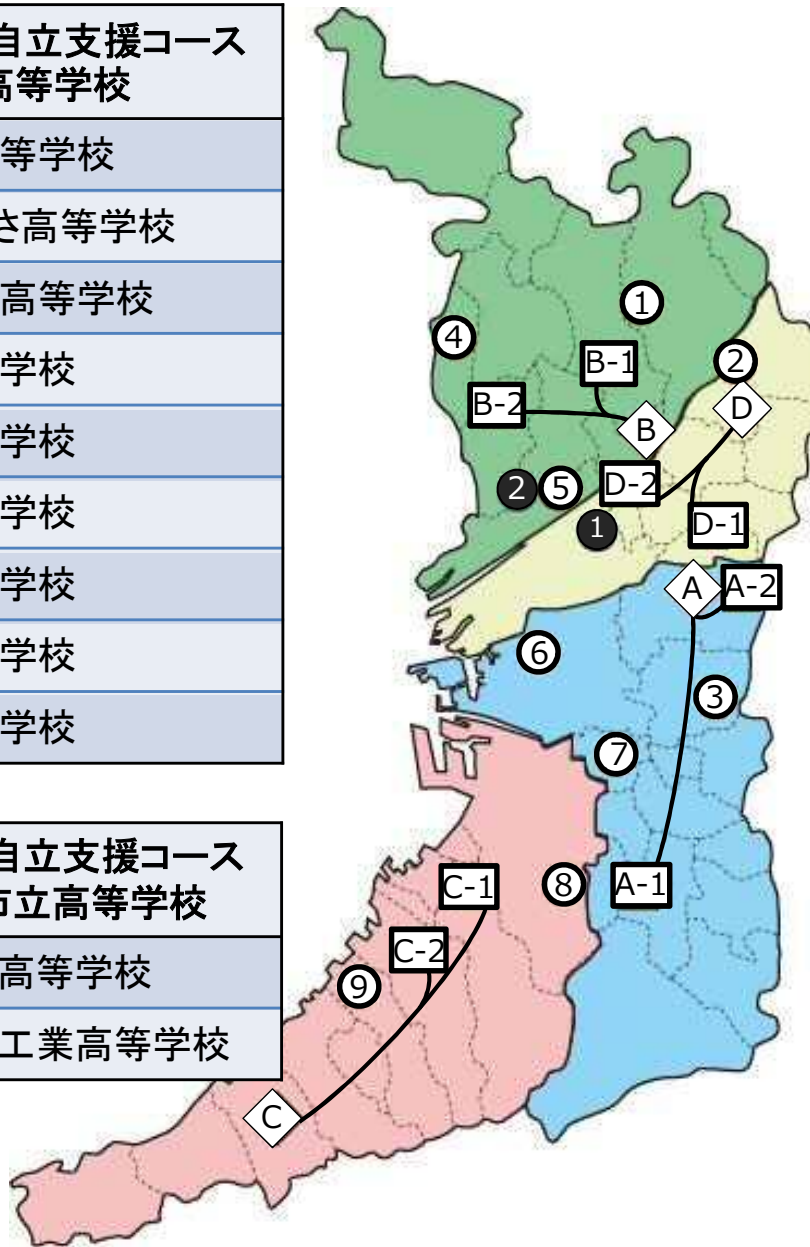 自立支援コース
高等学校
等学校
さ高等学校
高等学校
学校
学校
学校
学校
学校
学校
自立支援コース
市立高等学校
高等学校
工業高等学校
①
④
②
B-1
B-2
D
B
D-2
❷
⑤
❶
D-1
A
A-2
⑥
③
⑦
C-1
⑧
A-1
C-2
⑨
C